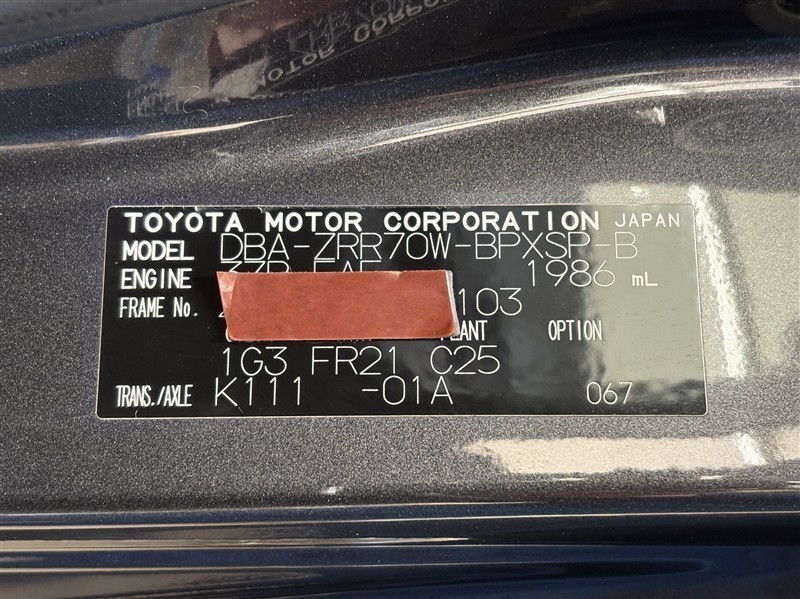 TOYOTA MOTOR CORPORATION JAPAN
MODEL DBA-ZRR70W-BPXSP-B
ENGINE 1986 mL
FRAME No. 103
OPTION
1G3 FR21 C25
TRANS./AXLE K111 -01A 067